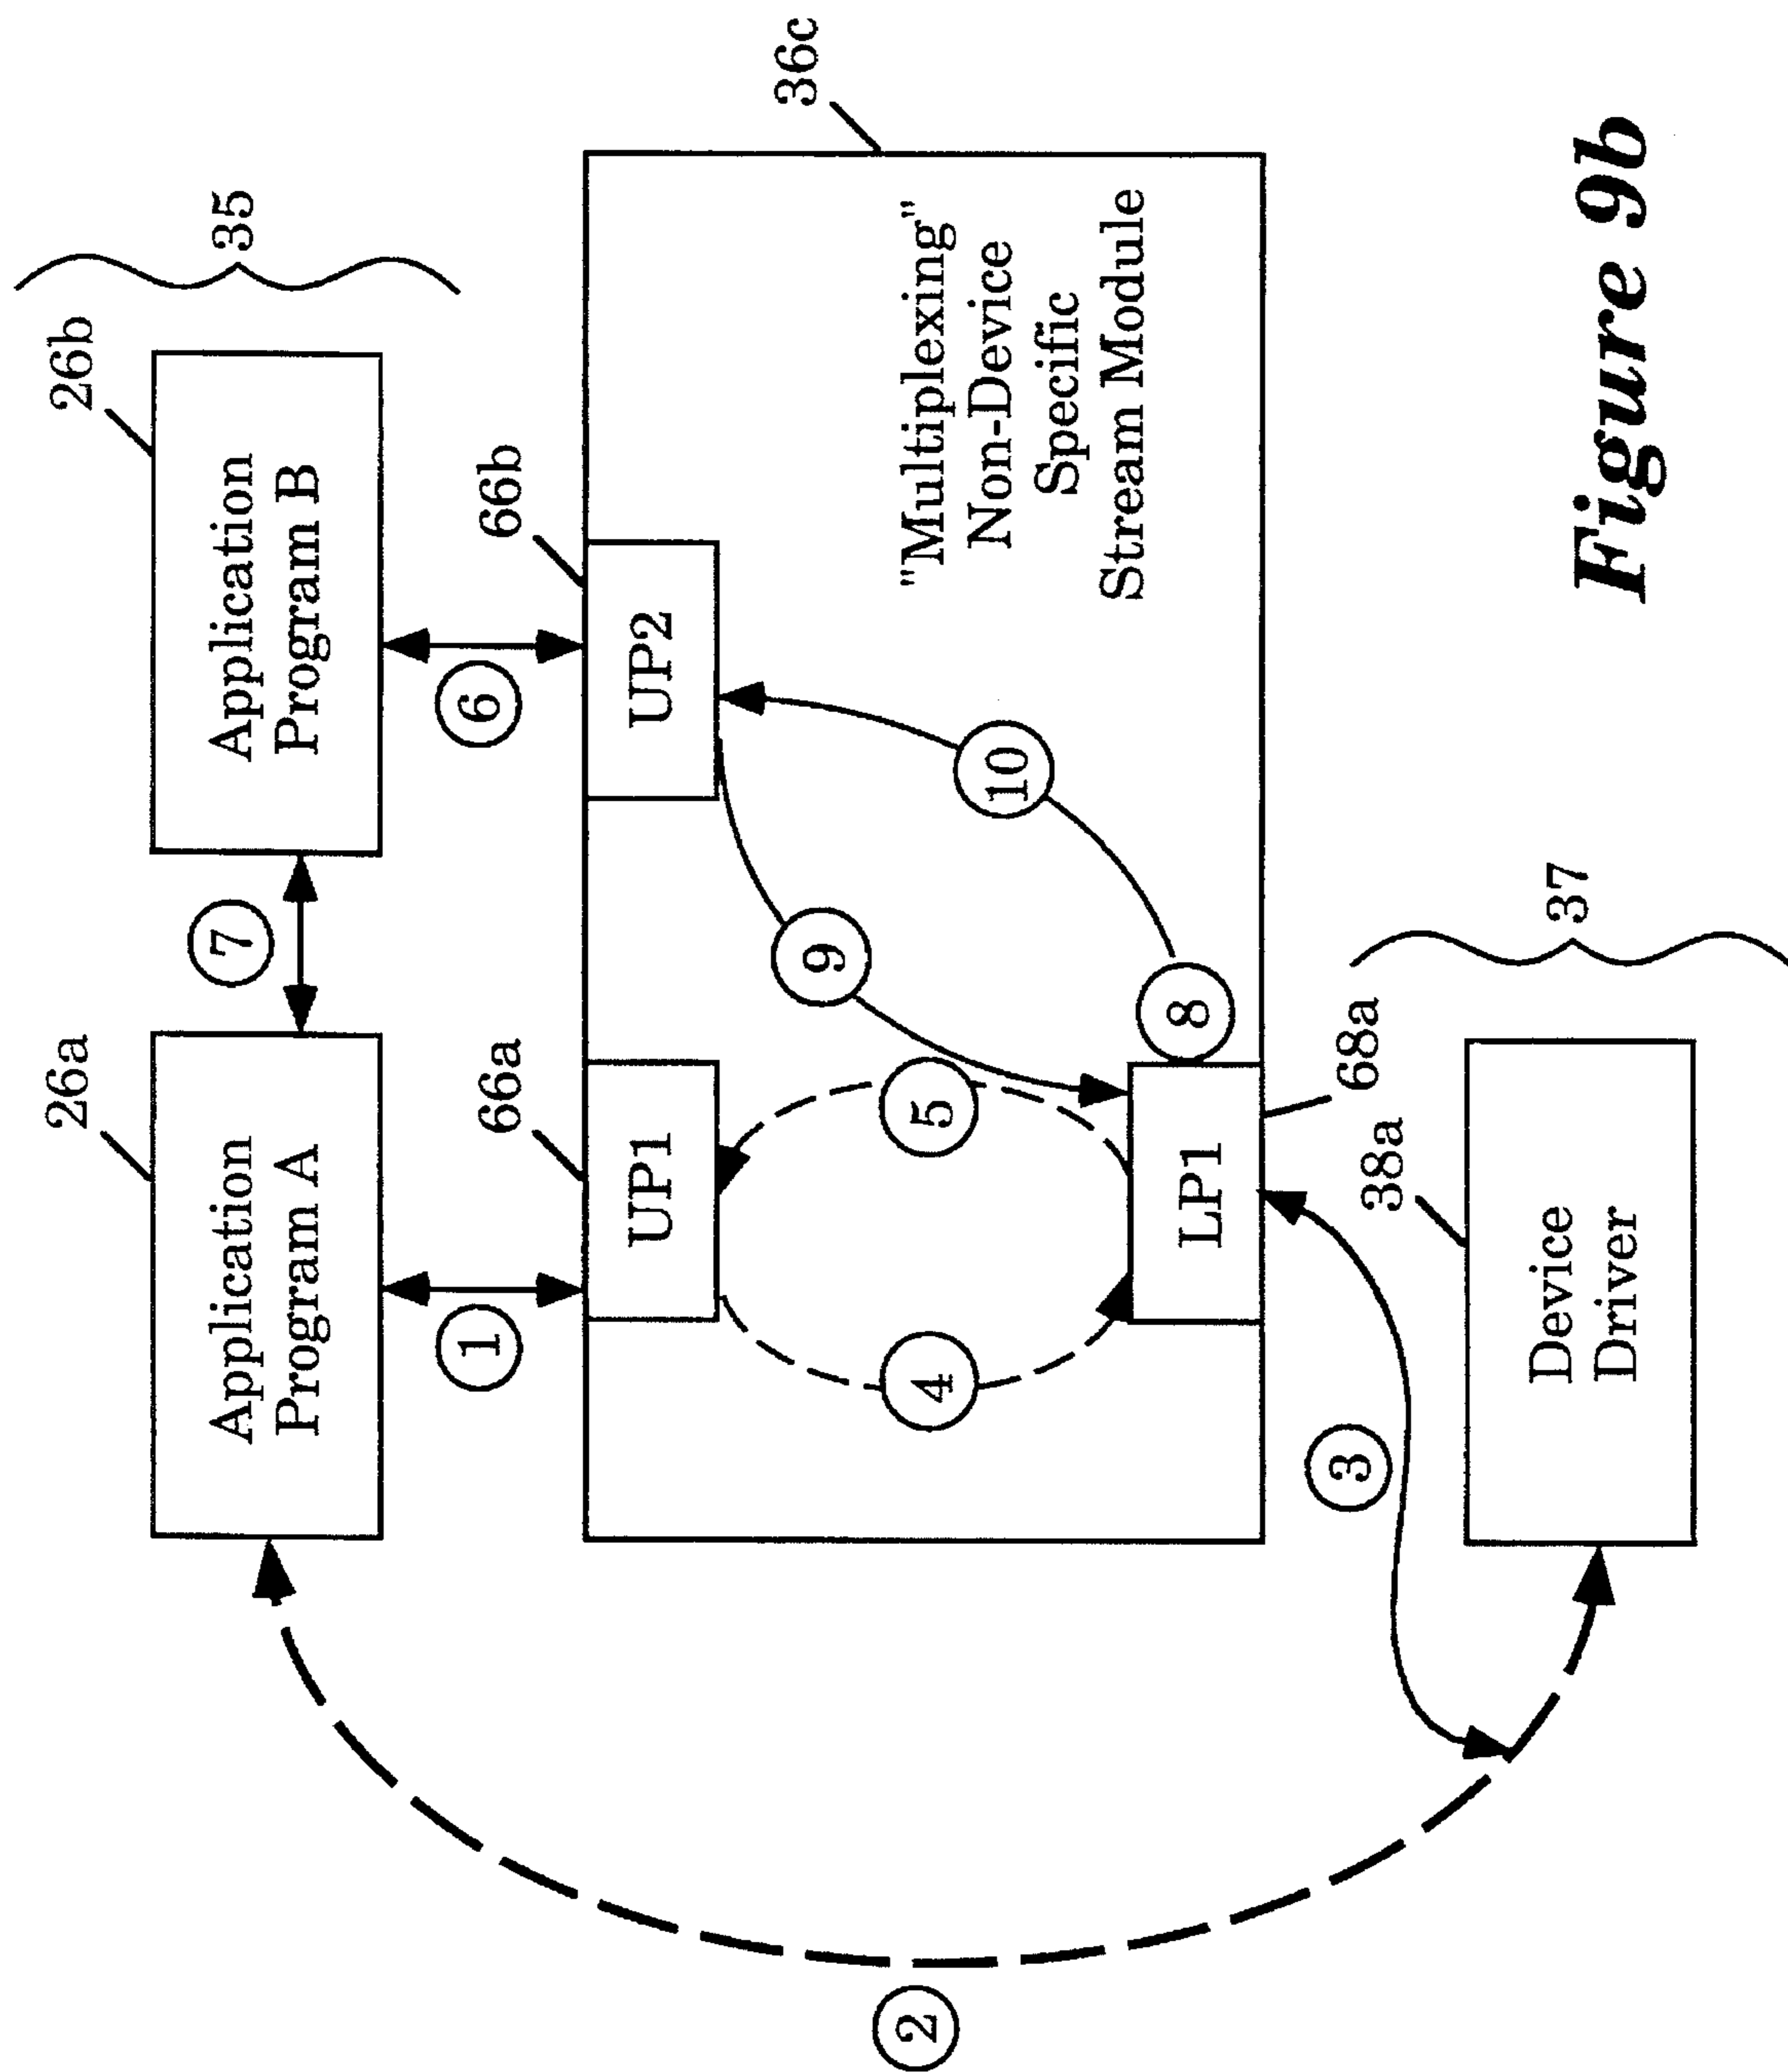 26a
26b
35
Application
Program A
7
Application
Program B
1
66a
6
66b
UP1
UP2
36c
2
4
5
9
10
"Multiplexing"
Non-Device
Specific
Stream Module
LP1
8
3
68a
38a
37
Device
Driver
Figure 9b